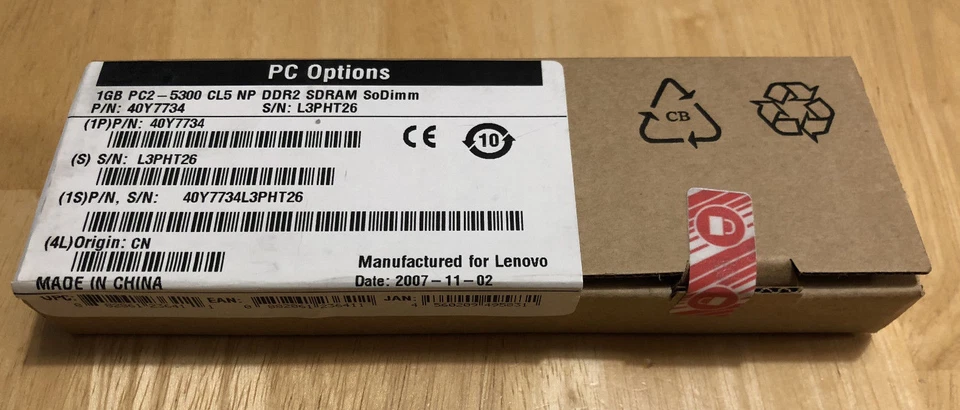 PC Options
1GB PC2-5300 CL5 NP DDR2 SDRAM SoDimm
P/N: 40Y7734 S/N: L3PHT26
(1P)P/N: 40Y7734
(S) S/N: L3PHT26
(1S)P/N, S/N: 40Y7734L3PHT26
(4L)Origin: CN
MADE IN CHINA
CE
10
Manufactured for Lenovo
Date: 2007-11-02
UPC:
EAN:
JAN:
CB